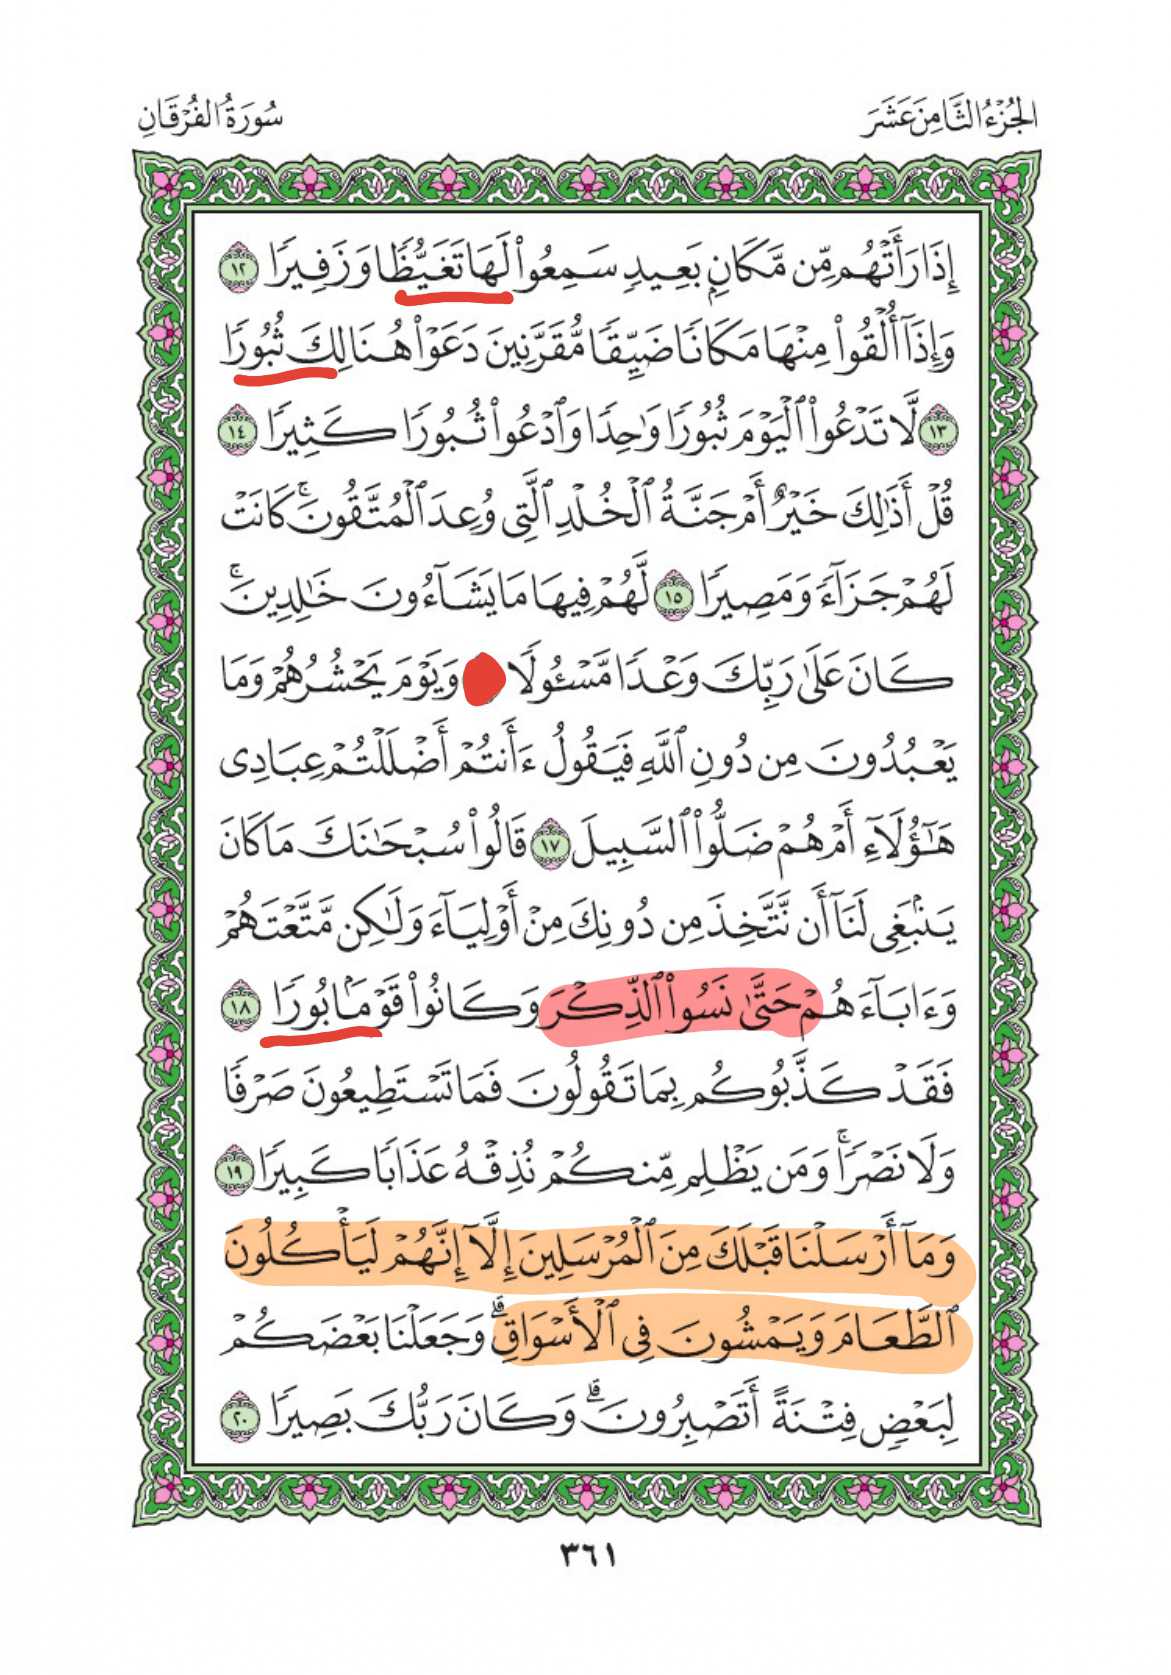 الجُزْءُ الثَّامِنَ عَشَرَ
سُورَةُ الفُرْقَانِ
إِذَا رَأَتْهُم مِّن مَّكَانِۭ بَعِيدٖ سَمِعُواْ لَهَا تَغَيُّظٗا وَزَفِيرٗا ١٢
وَإِذَآ أُلْقُواْ مِنْهَا مَكَانٗا ضَيِّقٗا مُّقَرَّنِينَ دَعَوْاْ هُنَالِكَ ثُبُورٗا
١٣ لَّا تَدْعُواْ ٱلْيَوْمَ ثُبُورٗا وَٰحِدٗا وَٱدْعُواْ ثُبُورٗا كَثِيرٗا ١٤
قُلْ أَذَٰلِكَ خَيْرٌ أَمْ جَنَّةُ ٱلْخُلْدِ ٱلَّتِي وُعِدَ ٱلْمُتَّقُونَۚ كَانَتْ
لَهُمْ جَزَآءٗ وَمَصِيرٗا ١٥ لَّهُمْ فِيهَا مَا يَشَآءُونَ خَٰلِدِينَۚ
كَانَ عَلَىٰ رَبِّكَ وَعْدٗا مَّسْـُٔولٗا وَيَوْمَ يَحْشُرُهُمْ وَمَا
يَعْبُدُونَ مِن دُونِ ٱللَّهِ فَيَقُولُ ءَأَنتُمْ أَضْلَلْتُمْ عِبَادِي
هَٰٓؤُلَآءِ أَمْ هُمْ ضَلُّواْ ٱلسَّبِيلَ ١٧ قَالُواْ سُبْحَٰنَكَ مَا كَانَ
يَنۢبَغِي لَنَآ أَن نَّتَّخِذَ مِن دُونِكَ مِنْ أَوْلِيَآءَ وَلَٰكِن مَّتَّعْتَهُمْ
وَءَابَآءَهُمْ حَتَّىٰ نَسُواْ ٱلذِّكْرَ وَكَانُواْ قَوْمَۢا بُورٗا ١٨
فَقَدْ كَذَّبُوكُم بِمَا تَقُولُونَ فَمَا تَسْتَطِيعُونَ صَرْفٗا
وَلَا نَصْرٗاۚ وَمَن يَظْلِم مِّنكُمْ نُذِقْهُ عَذَابٗا كَبِيرٗا ١٩
وَمَآ أَرْسَلْنَا قَبْلَكَ مِنَ ٱلْمُرْسَلِينَ إِلَّآ إِنَّهُمْ لَيَأْكُلُونَ
ٱلطَّعَامَ وَيَمْشُونَ فِي ٱلْأَسْوَاقِۗ وَجَعَلْنَا بَعْضَكُمْ
لِبَعْضٖ فِتْنَةً أَتَصْبِرُونَۗ وَكَانَ رَبُّكَ بَصِيرٗا ٢٠
٣٦١